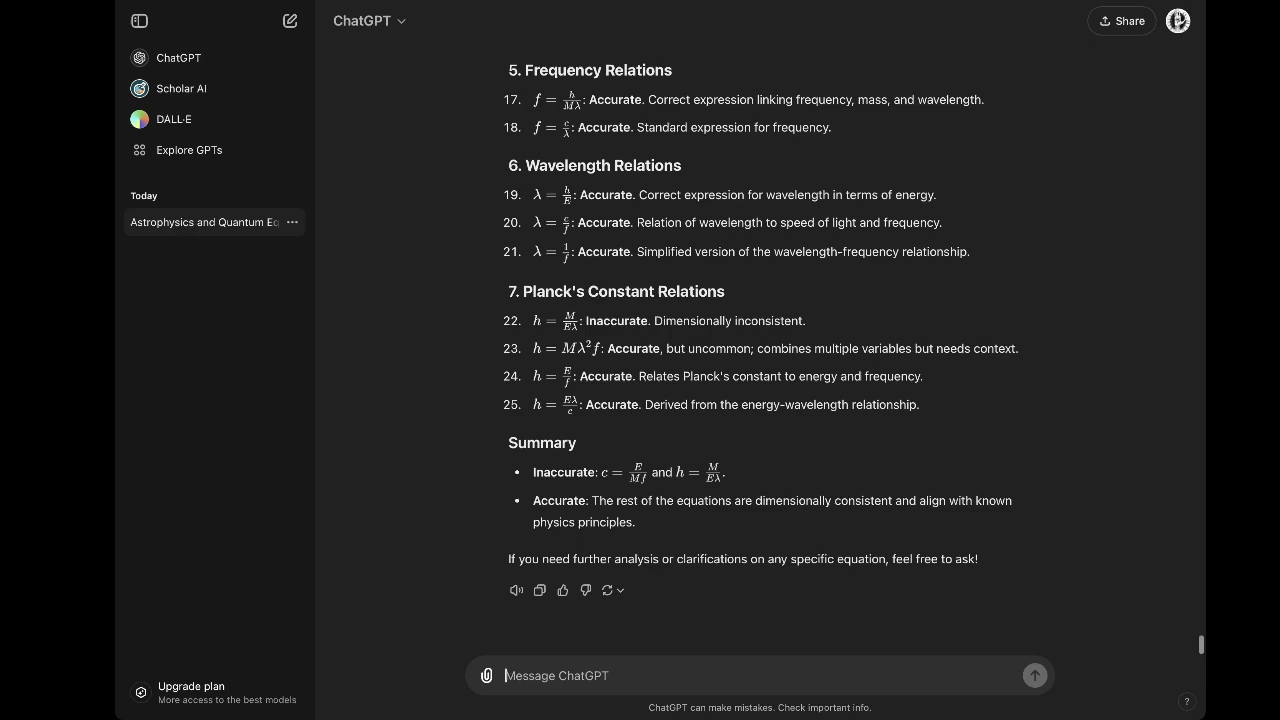 ChatGPT
Share
ChatGPT
Scholar AI
DALL·E
Explore GPTs
Today
Astrophysics and Quantum Eq
5. Frequency Relations
17. f = h/Mλ: Accurate. Correct expression linking frequency, mass, and wavelength.
18. f = c/λ: Accurate. Standard expression for frequency.
6. Wavelength Relations
19. λ = h/E: Accurate. Correct expression for wavelength in terms of energy.
20. λ = c/f: Accurate. Relation of wavelength to speed of light and frequency.
21. λ = 1/f: Accurate. Simplified version of the wavelength-frequency relationship.
7. Planck's Constant Relations
22. h = M/Eλ: Inaccurate. Dimensionally inconsistent.
23. h = Mλ²f: Accurate, but uncommon; combines multiple variables but needs context.
24. h = E/f: Accurate. Relates Planck's constant to energy and frequency.
25. h = Eλ/c: Accurate. Derived from the energy-wavelength relationship.
Summary
• Inaccurate: c = E/Mf and h = M/Eλ.
• Accurate: The rest of the equations are dimensionally consistent and align with known
physics principles.
If you need further analysis or clarifications on any specific equation, feel free to ask!
Upgrade plan
More access to the best models
Message ChatGPT
ChatGPT can make mistakes. Check important info.
?